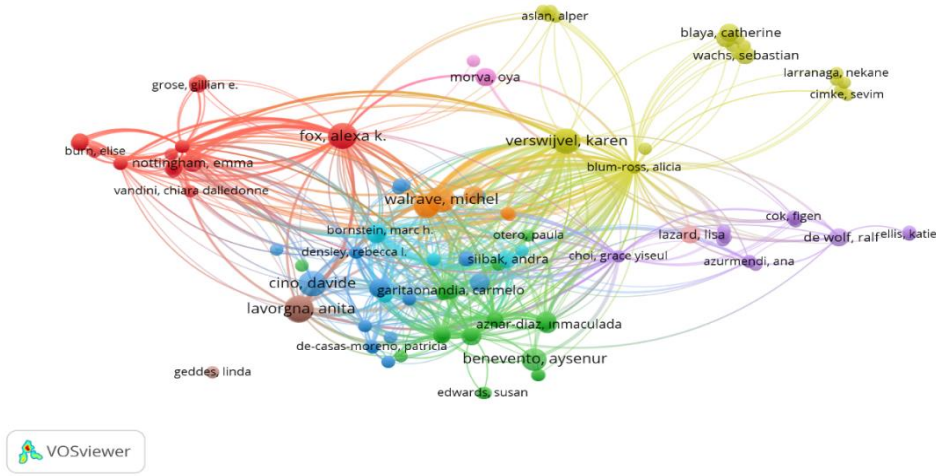 aslan, alper
blaya, catherine
wachs, sebastian
larranaga, nekane
cimke, sevim
morva, oya
grose, gillian e.
fox, alexa k.
verswijvel, karen
burn, elise
nottingham, emma
blum-ross, alicia
vandini, chiara dalledonne
walrave, michel
cok, figen
bornstein, marc h.
otero, paula
lazard, lisa
de wolf, ralf
rellis, katie
densley, rebecca l.
siibak, andra
choi, grace yiseul
azurmendi, ana
cino, davide
garitaonandia, carmelo
lavorgna, anita
aznar-diaz, inmaculada
de-casas-moreno, patricia
benevento, aysenur
geddes, linda
edwards, susan
VOSviewer